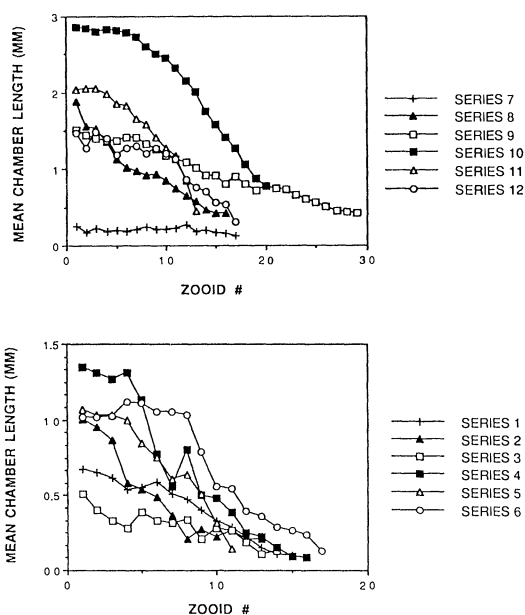 MEAN CHAMBER LENGTH (MM)
3
2
1
0
0
10
20
30
ZOOID #
SERIES 7
SERIES 8
SERIES 9
SERIES 10
SERIES 11
SERIES 12
MEAN CHAMBER LENGTH (MM)
1.5
1.0
0.5
0.0
0
10
20
ZOOID #
SERIES 1
SERIES 2
SERIES 3
SERIES 4
SERIES 5
SERIES 6